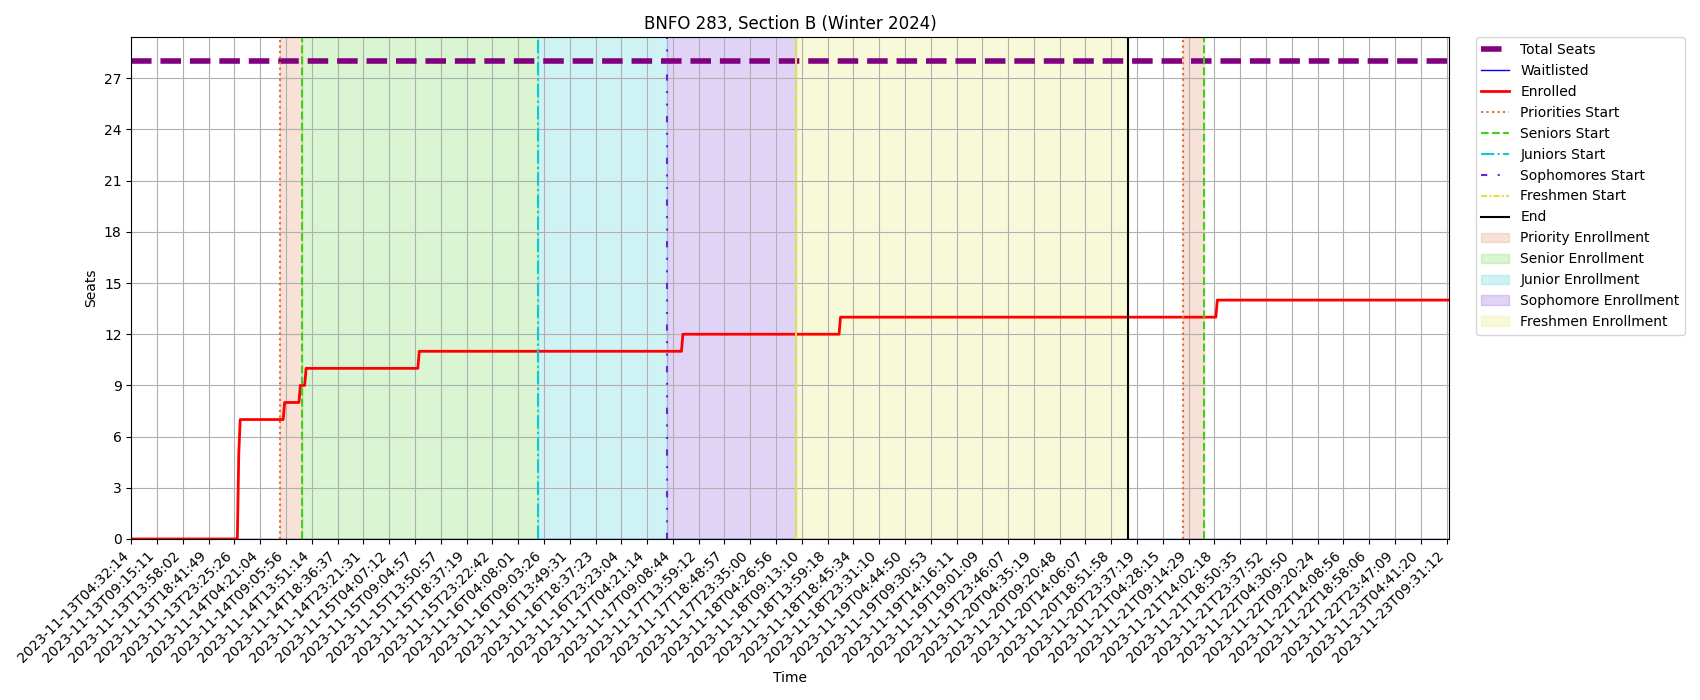 BNFO 283, Section B (Winter 2024)
Seats
27
24
21
18
15
12
9
6
3
0
2023-11-13T04:32:14
2023-11-13T09:15:11
2023-11-13T13:58:02
2023-11-13T18:41:49
2023-11-13T23:25:26
2023-11-14T04:21:04
2023-11-14T09:05:56
2023-11-14T13:51:14
2023-11-14T18:36:37
2023-11-14T23:21:31
2023-11-15T04:07:12
2023-11-15T09:04:57
2023-11-15T13:50:57
2023-11-15T18:37:19
2023-11-15T23:22:42
2023-11-16T04:08:01
2023-11-16T09:03:26
2023-11-16T13:49:31
2023-11-16T18:37:23
2023-11-16T23:23:04
2023-11-17T04:21:14
2023-11-17T09:08:44
2023-11-17T13:59:12
2023-11-17T18:48:57
2023-11-17T23:35:00
2023-11-18T04:26:56
2023-11-18T09:13:10
2023-11-18T13:59:18
2023-11-18T18:45:34
2023-11-18T23:31:10
2023-11-19T04:44:50
2023-11-19T09:30:53
2023-11-19T14:16:11
2023-11-19T19:01:09
2023-11-19T23:46:07
2023-11-20T04:35:19
2023-11-20T09:20:48
2023-11-20T14:06:07
2023-11-20T18:51:58
2023-11-20T23:37:19
2023-11-21T04:28:15
2023-11-21T09:14:29
2023-11-21T14:02:18
2023-11-21T18:50:35
2023-11-21T23:37:52
2023-11-22T04:30:50
2023-11-22T09:20:24
2023-11-22T14:08:56
2023-11-22T18:58:06
2023-11-22T23:47:09
2023-11-23T04:41:20
2023-11-23T09:31:12
Time
Total Seats
Waitlisted
Enrolled
Priorities Start
Seniors Start
Juniors Start
Sophomores Start
Freshmen Start
End
Priority Enrollment
Senior Enrollment
Junior Enrollment
Sophomore Enrollment
Freshmen Enrollment